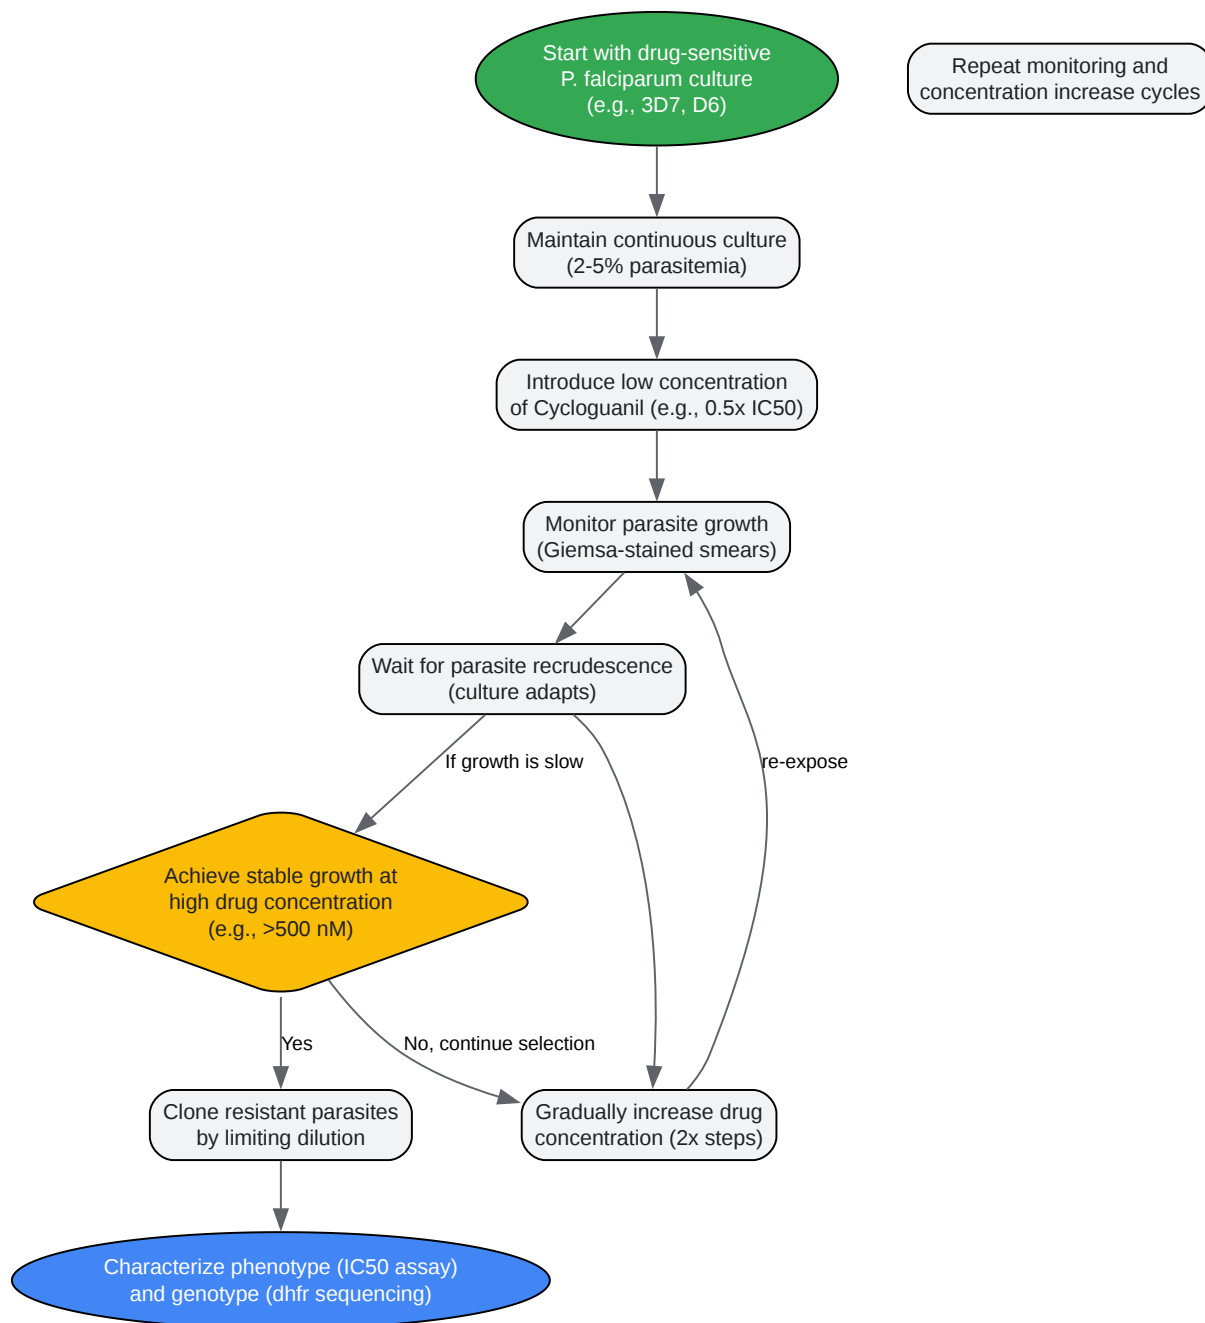 Start with drug-sensitive
P. falciparum culture
(e.g., 3D7, D6)
Repeat monitoring and
concentration increase cycles
Maintain continuous culture
(2-5% parasitemia)
Introduce low concentration
of Cycloguanil (e.g., 0.5x IC50)
Monitor parasite growth
(Giemsa-stained smears)
Wait for parasite recrudescence
(culture adapts)
If growth is slow
re-expose
Achieve stable growth at
high drug concentration
(e.g., >500 nM)
Yes
No, continue selection
Clone resistant parasites
by limiting dilution
Gradually increase drug
concentration (2x steps)
Characterize phenotype (IC50 assay)
and genotype (dhfr sequencing)